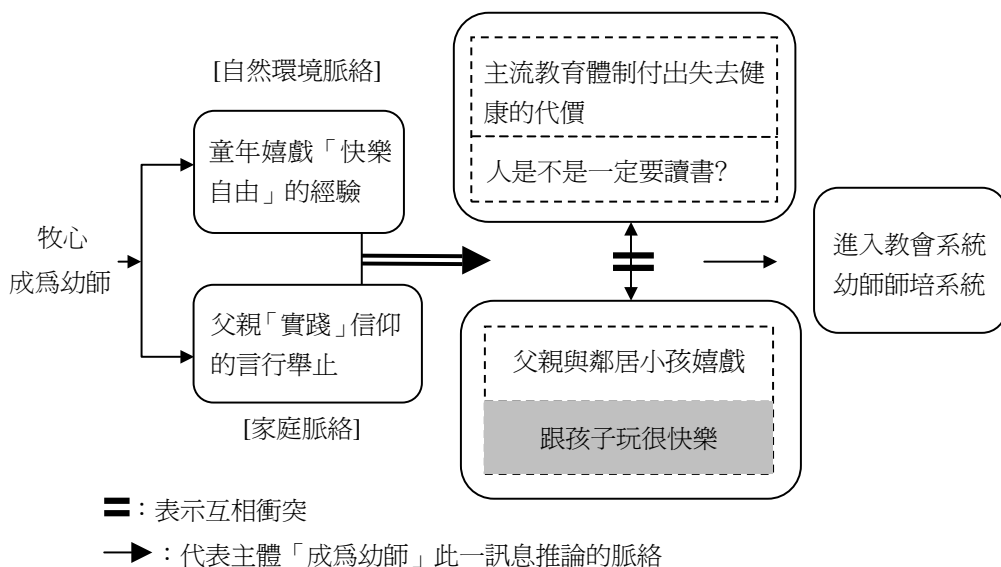 [自然環境脈絡]
童年嬉戲「快樂
自由」的經驗
牧心
成爲幼師
父親「實踐」信仰
的言行舉止
[家庭脈絡]
主流教育體制付出失去健
康的代價
人是不是一定要讀書?
父親與鄰居小孩嬉戲
跟孩子玩很快樂
進入教會系統
幼師師培系統
：表示互相衝突
：代表主體「成爲幼師」此一訊息推論的脈絡